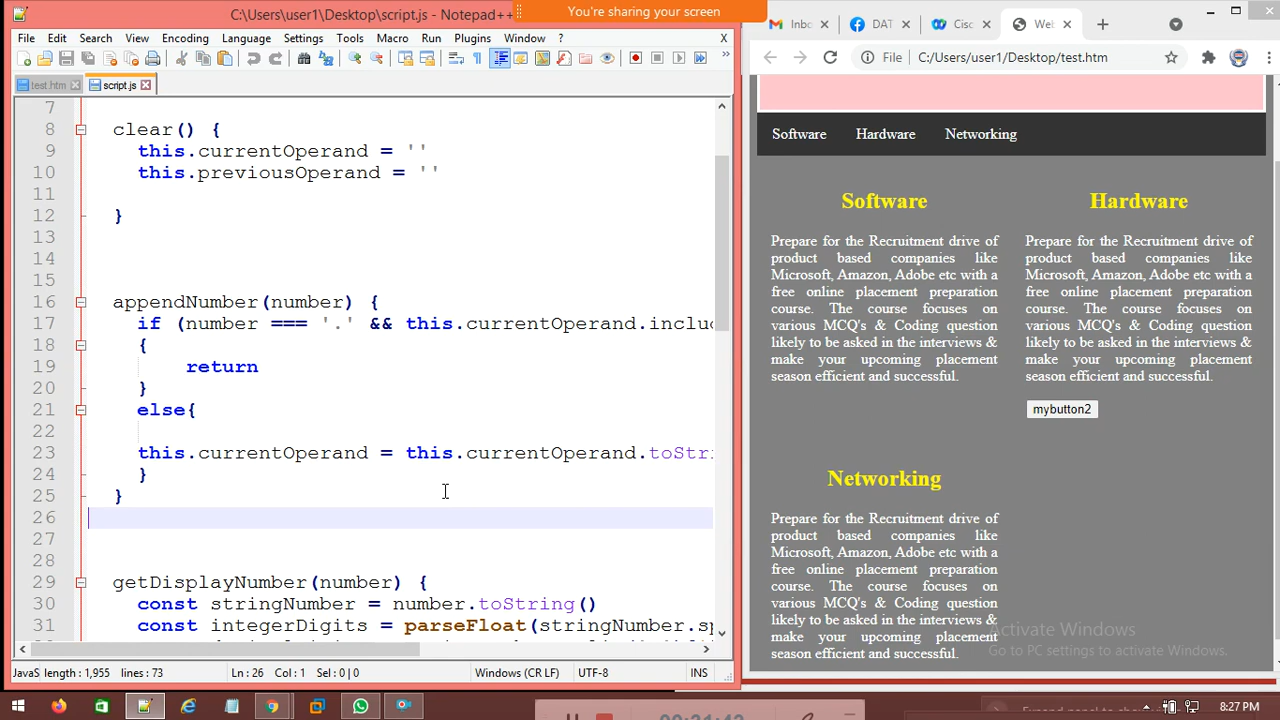 C:\Users\user1\Desktop\script.js - Notepad++
You're sharing your screen
File Edit Search View Encoding Language Settings Tools Macro Run Plugins Window ? X
test.htm script.js
7
8 clear() {
9 this.currentOperand = ''
10 this.previousOperand = ''
11
12 }
13
14
15
16 appendNumber(number) {
17 if (number === '.' && this.currentOperand.inclu
18 {
19 return
20 }
21 else{
22
23 this.currentOperand = this.currentOperand.toStri
24 }
25 }
26
27
28
29 getDisplayNumber(number) {
30 const stringNumber = number.toString()
31 const integerDigits = parseFloat(stringNumber.sp
JavaS length : 1,955 lines : 73 Ln : 26 Col : 1 Sel : 0 | 0 Windows (CR LF) UTF-8 INS
Inbo DAT Cisc Web
File C:/Users/user1/Desktop/test.htm
Software Hardware Networking
Software
Prepare for the Recruitment drive of
product based companies like
Microsoft, Amazon, Adobe etc with a
free online placement preparation
course. The course focuses on
various MCQ's & Coding question
likely to be asked in the interviews &
make your upcoming placement
season efficient and successful.
Hardware
Prepare for the Recruitment drive of
product based companies like
Microsoft, Amazon, Adobe etc with a
free online placement preparation
course. The course focuses on
various MCQ's & Coding question
likely to be asked in the interviews &
make your upcoming placement
season efficient and successful.
mybutton2
Networking
Prepare for the Recruitment drive of
product based companies like
Microsoft, Amazon, Adobe etc with a
free online placement preparation
course. The course focuses on
various MCQ's & Coding question
likely to be asked in the interviews &
make your upcoming placement
season efficient and successful.
Activate Windows
Go to PC settings to activate Windows.
8:27 PM